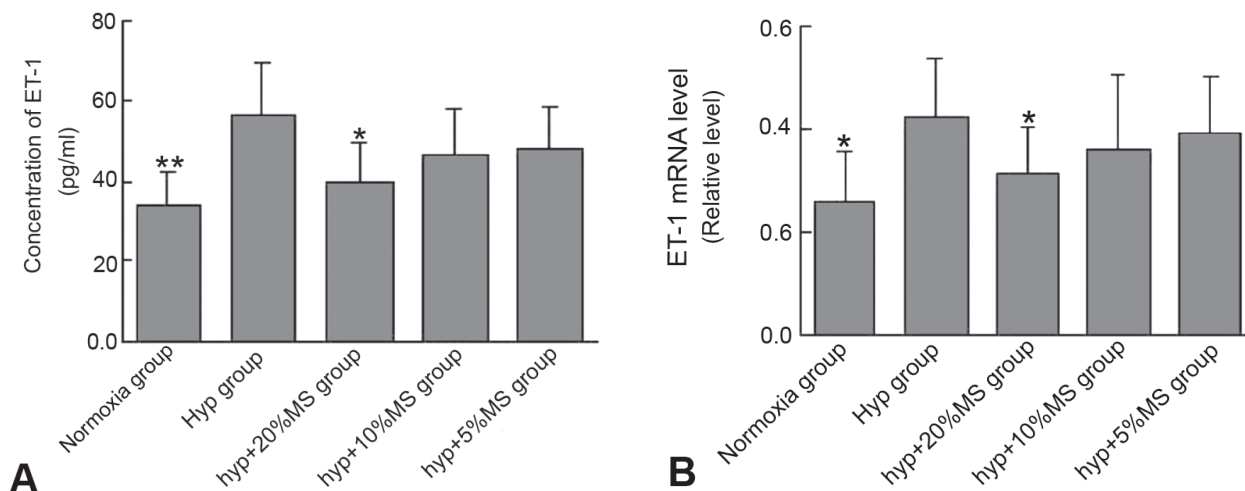 80
60
40
20
0.0
Concentration of ET-1
(pg/ml)
**
*
Normoxia group
Hyp group
hyp+20%MS group
hyp+10%MS group
hyp+5%MS group
A
0.6
0.4
0.6
0.0
ET-1 mRNA level
(Relative level)
*
*
Normoxia group
Hyp group
hyp+20%MS group
hyp+10%MS group
hyp+5%MS group
B